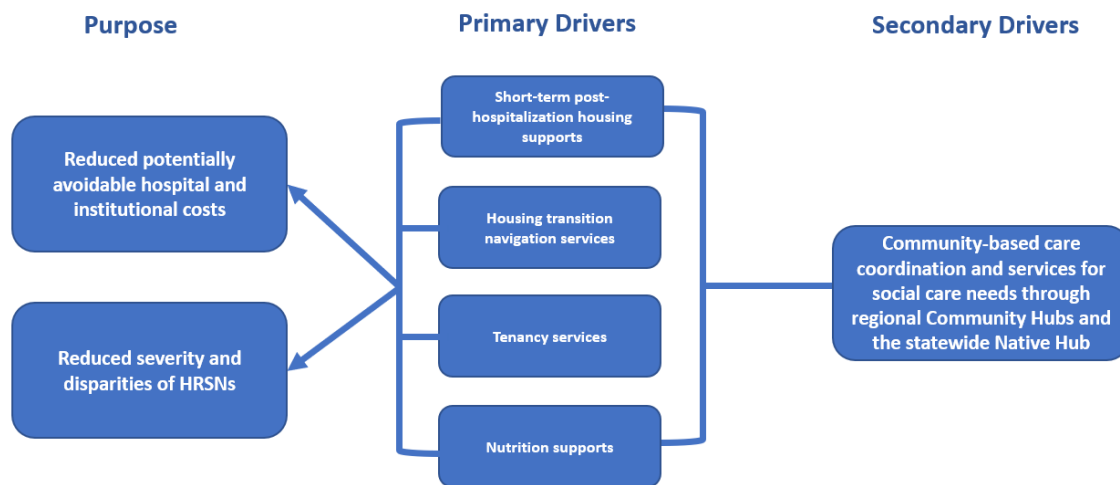 Purpose
Primary Drivers
Secondary Drivers
Reduced potentially
avoidable hospital and
institutional costs
Reduced severity and
disparities of HRSNs
Short-term post-
hospitalization housing
supports
Housing transition
navigation services
Tenancy services
Nutrition supports
Community-based care
coordination and services for
social care needs through
regional Community Hubs and
the statewide Native Hub